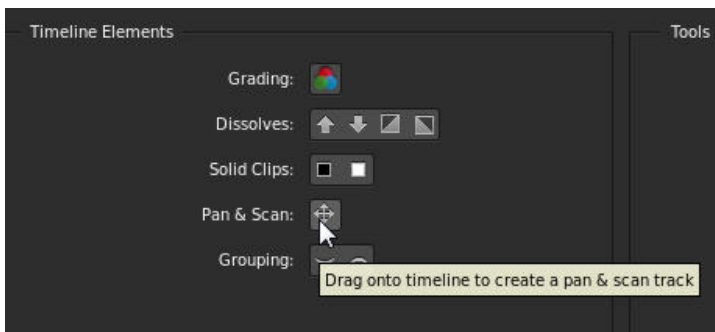 Timeline Elements
Tools
Grading:
Dissolves:
Solid Clips:
Pan & Scan:
Grouping:
Drag onto timeline to create a pan & scan track